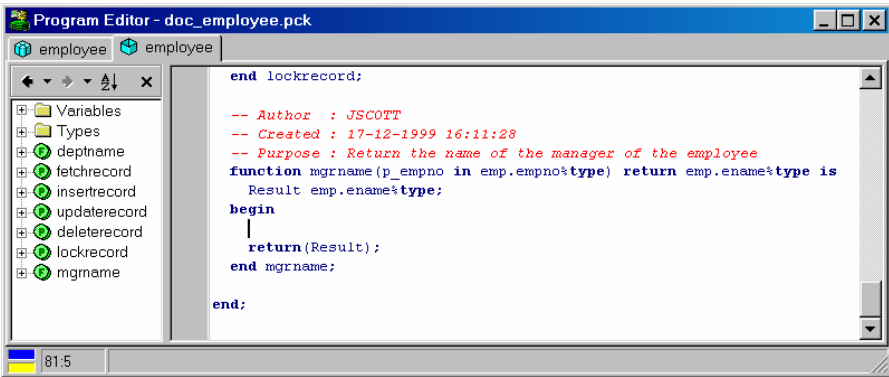 Program Editor - doc_employee.pck
employee employee
Variables
Types
deptname
fetchrecord
insertrecord
updaterecord
deleterecord
lockrecord
mgrname
end lockrecord;
-- Author : JSCOTT
-- Created : 17-12-1999 16:11:28
-- Purpose : Return the name of the manager of the employee
function mgrname(p_empno in emp.empno%type) return emp.ename%type is
Result emp.ename%type;
begin
return(Result);
end mgrname;
end;
81:5